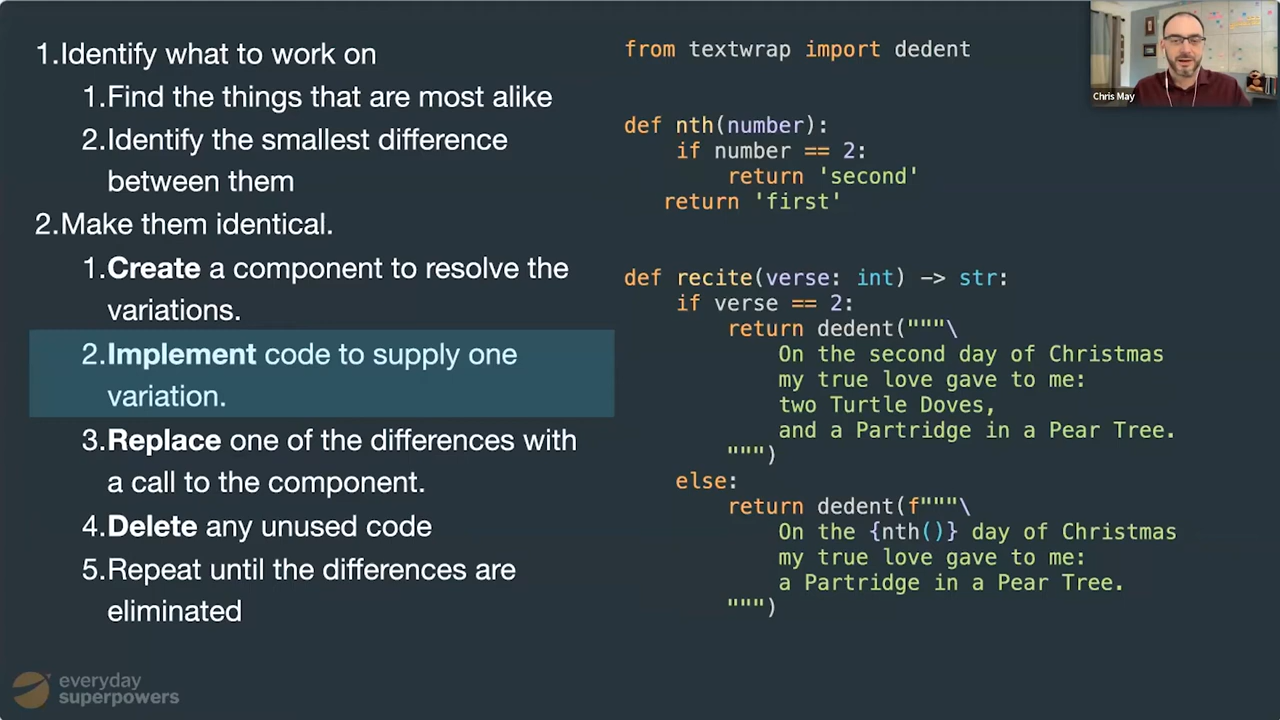 1.Identify what to work on
1.Find the things that are most alike
2.Identify the smallest difference
between them
2.Make them identical.
1.Create a component to resolve the
variations.
2.Implement code to supply one
variation.
3.Replace one of the differences with
a call to the component.
4.Delete any unused code
5.Repeat until the differences are
eliminated
from textwrap import dedent
def nth(number):
    if number == 2:
        return 'second'
   return 'first'
def recite(verse: int) -> str:
    if verse == 2:
        return dedent("""\
            On the second day of Christmas
            my true love gave to me:
            two Turtle Doves,
            and a Partridge in a Pear Tree.
        """)
    else:
        return dedent(f"""\
            On the {nth()} day of Christmas
            my true love gave to me:
            a Partridge in a Pear Tree.
        """)
Chris May
everyday
superpowers